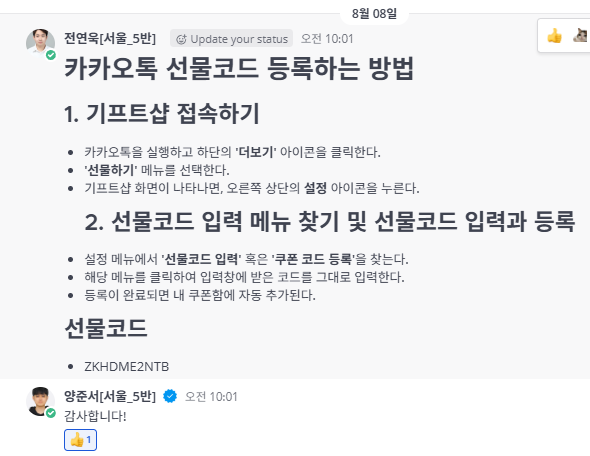 8월 08일
전연욱[서울_5반] Update your status 오전 10:01
카카오톡 선물코드 등록하는 방법
1. 기프트샵 접속하기
카카오톡을 실행하고 하단의 '더보기' 아이콘을 클릭한다.
'선물하기' 메뉴를 선택한다.
기프트샵 화면이 나타나면, 오른쪽 상단의 설정 아이콘을 누른다.
2. 선물코드 입력 메뉴 찾기 및 선물코드 입력과 등록
설정 메뉴에서 '선물코드 입력' 혹은 '쿠폰 코드 등록'을 찾는다.
해당 메뉴를 클릭하여 입력창에 받은 코드를 그대로 입력한다.
등록이 완료되면 내 쿠폰함에 자동 추가된다.
선물코드
ZKHDME2NTB
양준서[서울_5반] 오전 10:01
감사합니다!
👍 1